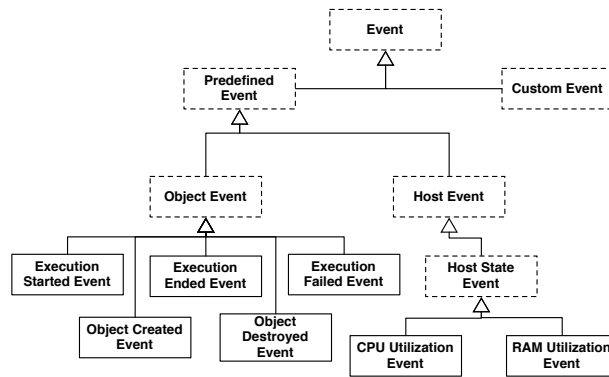 Event
Predefined
Event
Custom Event
Object Event
Host Event
Execution
Started Event
Execution
Ended Event
Execution
Failed Event
Host State
Event
Object Created
Event
Object
Destroyed
Event
CPU Utilization
Event
RAM Utilization
Event